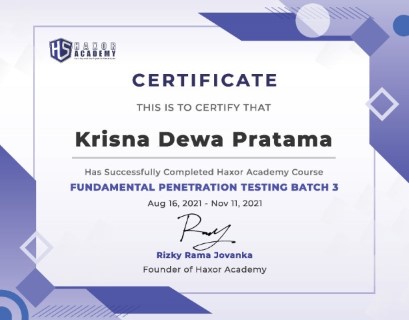 HS HAXOR
ACADEMY
CERTIFICATE
THIS IS TO CERTIFY THAT
Krisna Dewa Pratama
Has Successfully Completed Haxor Academy Course
FUNDAMENTAL PENETRATION TESTING BATCH 3
Aug 16, 2021 - Nov 11, 2021
Rizky Rama Jovanka
Founder of Haxor Academy